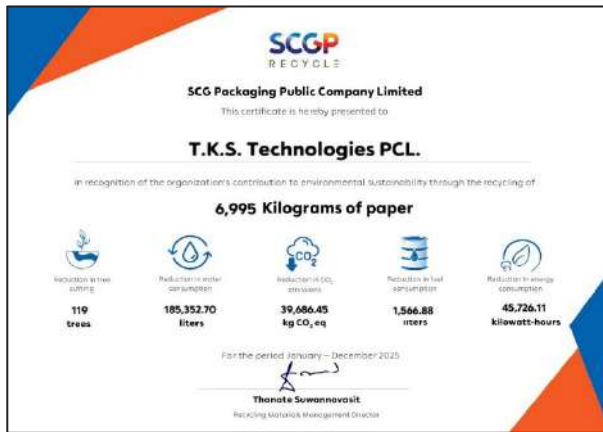 SCGP
RECYCLE
SCG Packaging Public Company Limited
This certificate is hereby presented to
T.K.S. Technologies PCL.
in recognition of the organization's contribution to environmental sustainability through the recycling of
6,995 Kilograms of paper
CO₂
Reduction in tree cutting
Reduction in water consumption
Reduction in CO₂ emissions
Reduction in fuel consumption
Reduction in energy consumption
119 trees
185,352.70 liters
39,686.45 kg CO₂ eq
1,566.88 liters
45,726.11 kilowatt-hours
For the period January – December 2025
Thanate Suwannavasit
Recycling Materials Management Director